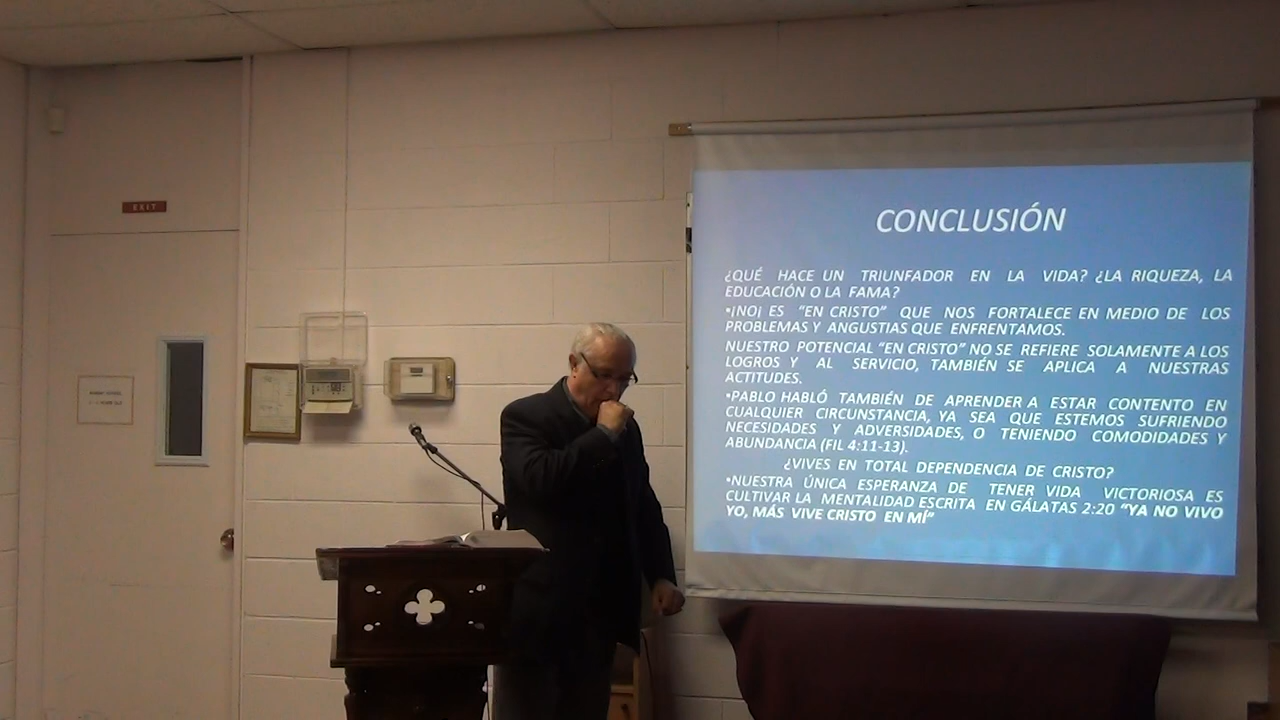 EXIT
CONCLUSIÓN
¿QUÉ HACE UN TRIUNFADOR EN LA VIDA? ¿LA RIQUEZA, LA
EDUCACIÓN O LA FAMA?
•¡NO¡ ES “EN CRISTO” QUE NOS FORTALECE EN MEDIO DE LOS
PROBLEMAS Y ANGUSTIAS QUE ENFRENTAMOS.
NUESTRO POTENCIAL “EN CRISTO” NO SE REFIERE SOLAMENTE A LOS
LOGROS Y AL SERVICIO, TAMBIÉN SE APLICA A NUESTRAS
ACTITUDES.
•PABLO HABLÓ TAMBIÉN DE APRENDER A ESTAR CONTENTO EN
CUALQUIER CIRCUNSTANCIA, YA SEA QUE ESTEMOS SUFRIENDO
NECESIDADES Y ADVERSIDADES, O TENIENDO COMODIDADES Y
ABUNDANCIA (FIL 4:11-13).
¿VIVES EN TOTAL DEPENDENCIA DE CRISTO?
•NUESTRA ÚNICA ESPERANZA DE TENER VIDA VICTORIOSA ES
CULTIVAR LA MENTALIDAD ESCRITA EN GÁLATAS 2:20 “YA NO VIVO
YO, MÁS VIVE CRISTO EN MÍ”